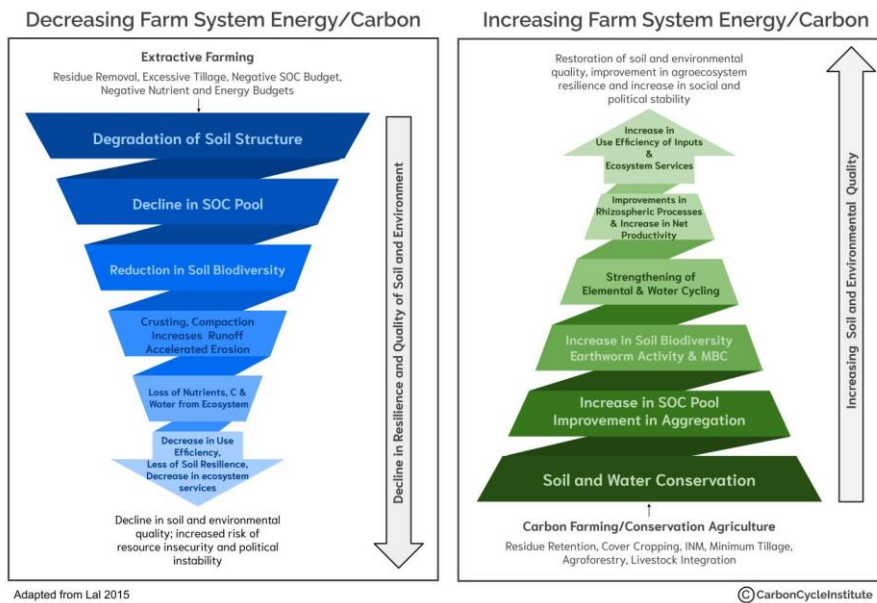 Decreasing Farm System Energy/Carbon
Extractive Farming
Residue Removal, Excessive Tillage, Negative SOC Budget,
Negative Nutrient and Energy Budgets
Degradation of Soil Structure
Decline in SOC Pool
Reduction in Soil Biodiversity
Crusting, Compaction
Increases Runoff
Accelerated Erosion
Loss of Nutrients, C &
Water from Ecosystem
Decrease in Use
Efficiency,
Less of Soil Resilience,
Decrease in ecosystem
services
Decline in soil and environmental
quality; increased risk of
resource insecurity and political
instability
Decline in Resilience and Quality of Soil and Environment
Adapted from Lal 2015
Increasing Farm System Energy/Carbon
Restoration of soil and environmental
quality, improvement in agroecosystem
resilience and increase in social and
political stability
Increase in
Use Efficiency of Inputs
&
Ecosystem Services
Improvements in
Rhizospheric Processes
& Increase in Net
Productivity
Strengthening of
Elemental & Water Cycling
Increase in Soil Biodiversity
Earthworm Activity & MBC
Increase in SOC Pool
Improvement in Aggregation
Soil and Water Conservation
Carbon Farming/Conservation Agriculture
Residue Retention, Cover Cropping, INM, Minimum Tillage,
Agroforestry, Livestock Integration
Increasing Soil and Environmental Quality
© CarbonCycleInstitute